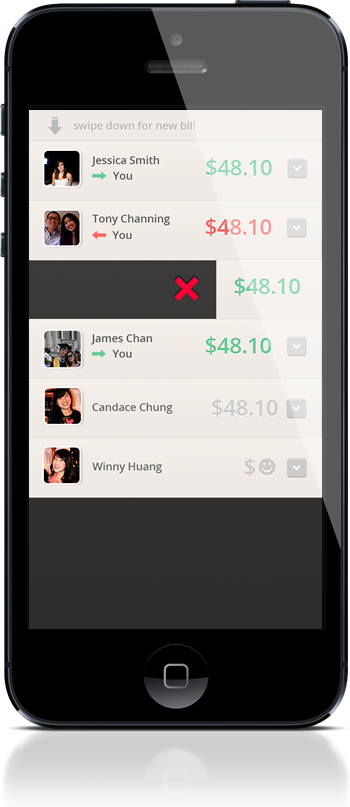 swipe down for new bill
Jessica Smith
You
$48.10
Tony Channing
You
$48.10
$48.10
James Chan
You
$48.10
Candace Chung
$48.10
Winny Huang
$